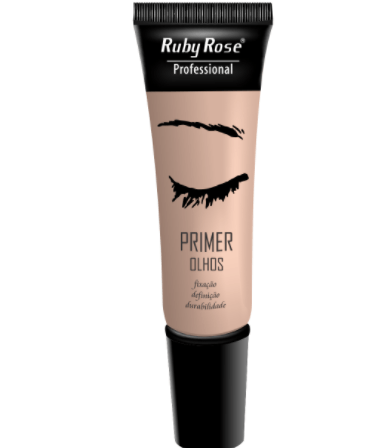 Ruby Rose®
Professional
PRIMER
OLHOS
fixação
definição
durabilidade